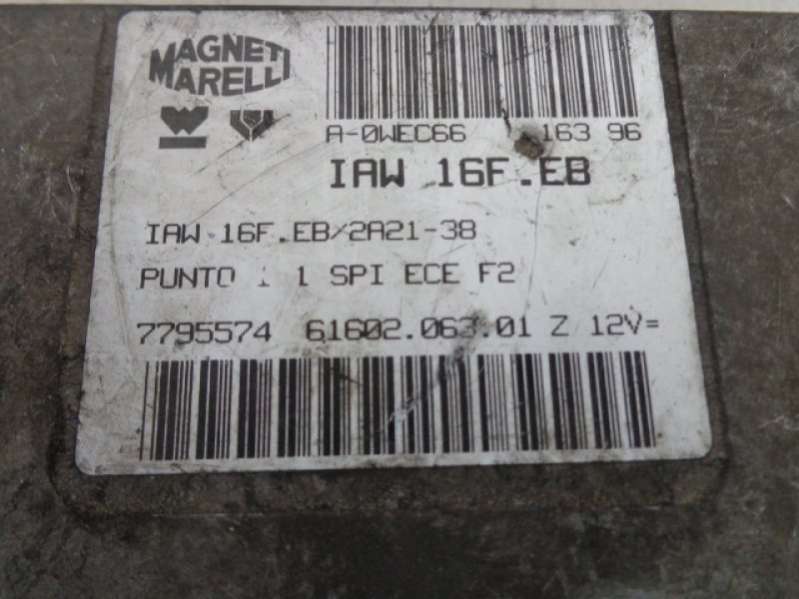 MAGNETI
MARELLI
A-0WEC66 163 96
IAW 16F.EB
IAW 16F.EB/2A21-38
PUNTO 1 SPI ECE F2
7795574 61602.063.01 Z 12V=